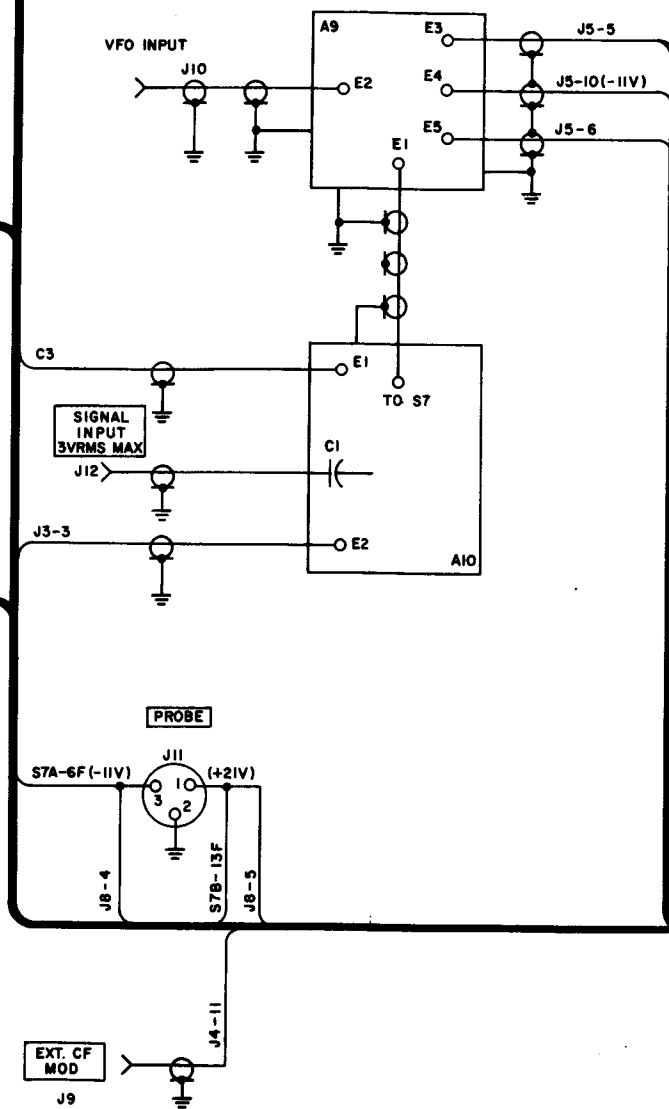 A9
E3
J5-5
VFO INPUT
J10
E2
E4
J5-10(-11V)
E5
J5-6
E1
C3
E1
TO S7
SIGNAL
INPUT
3VRMS MAX
J12
C1
J3-3
E2
A10
PROBE
J11
S7A-6F(-11V)
3
1
(+21V)
2
J8-4
S7B-13F
J8-5
J4-11
EXT. CF
MOD
J9